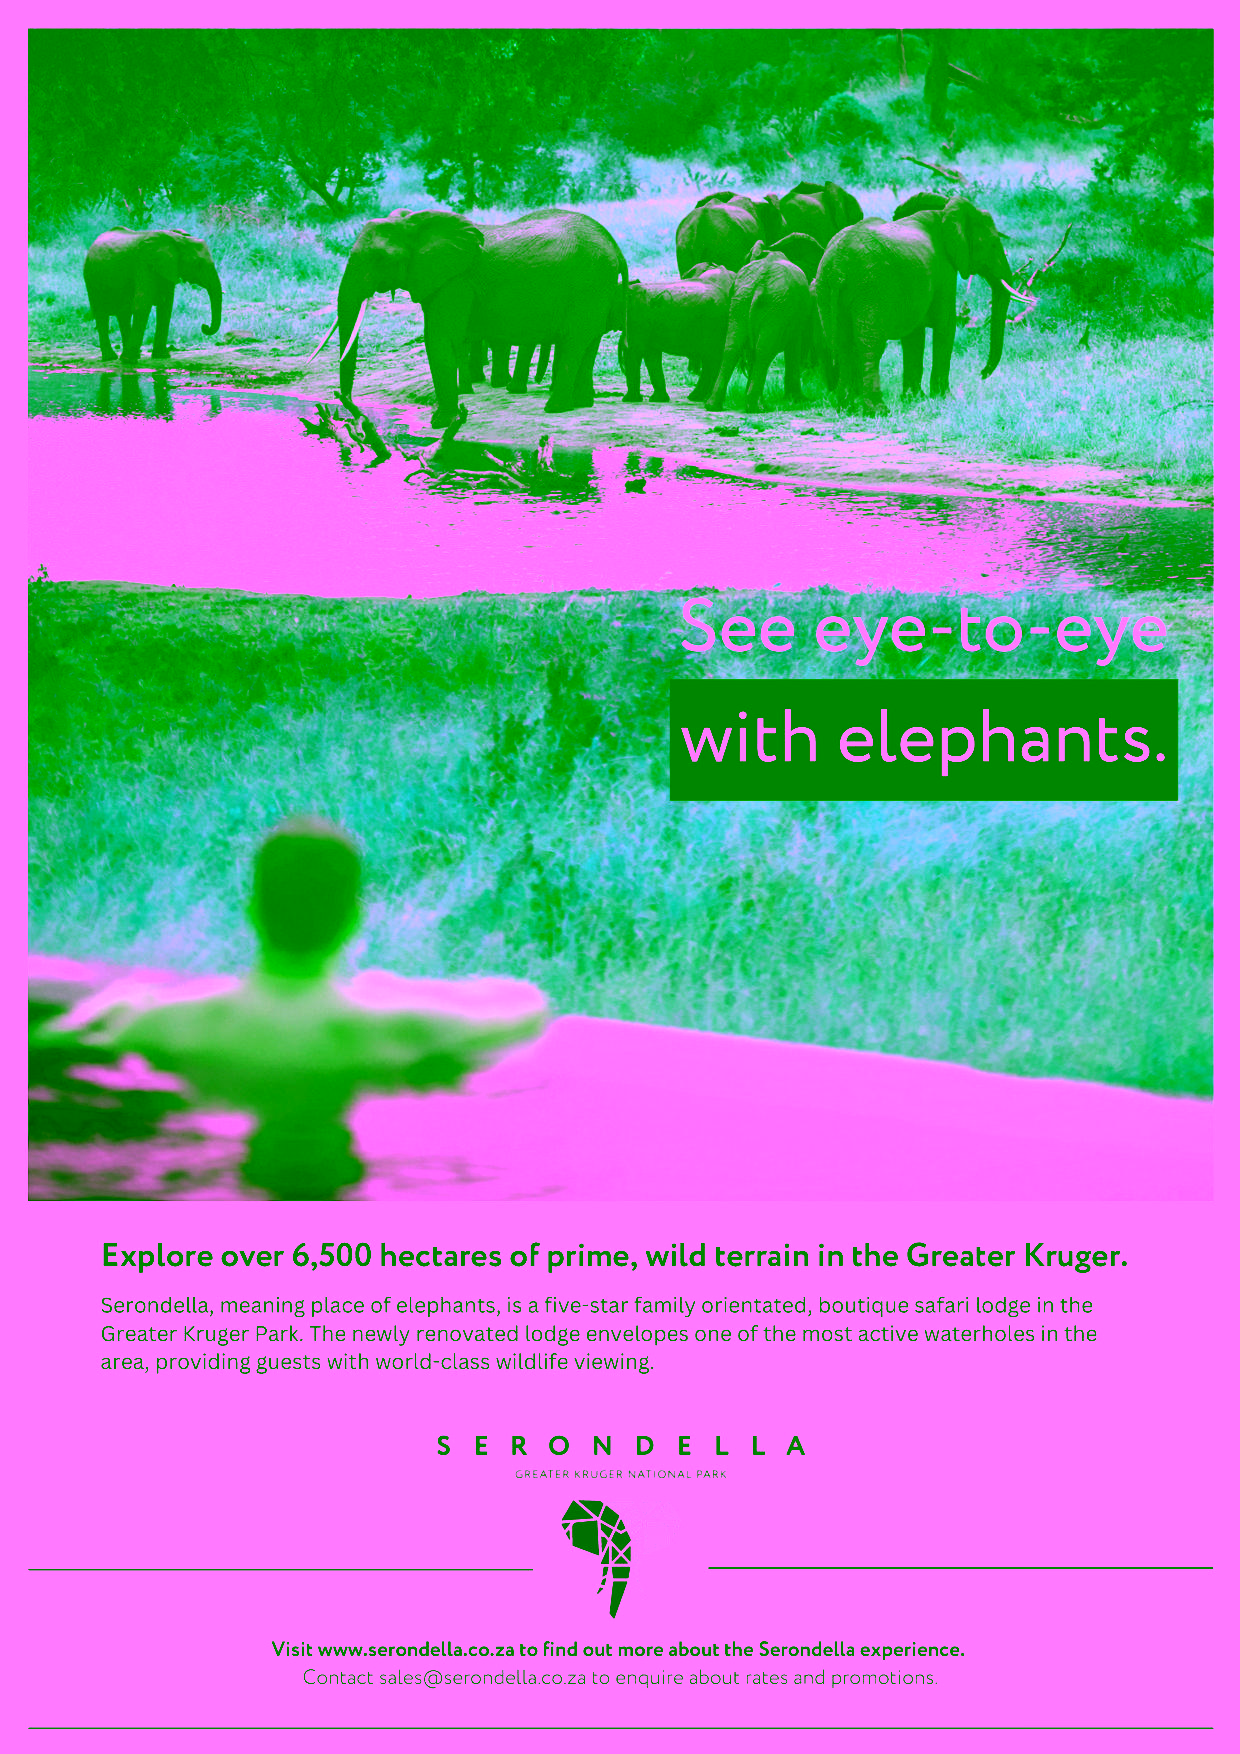 See eye-to-eye
with elephants.
Explore over 6,500 hectares of prime, wild terrain in the Greater Kruger.
Serondella, meaning place of elephants, is a five-star family orientated, boutique safari lodge in the
Greater Kruger Park. The newly renovated lodge envelopes one of the most active waterholes in the
area, providing guests with world-class wildlife viewing.
SERONDELLA
GREATER KRUGER NATIONAL PARK
Visit www.serondella.co.za to find out more about the Serondella experience.
Contact sales@serondella.co.za to enquire about rates and promotions.